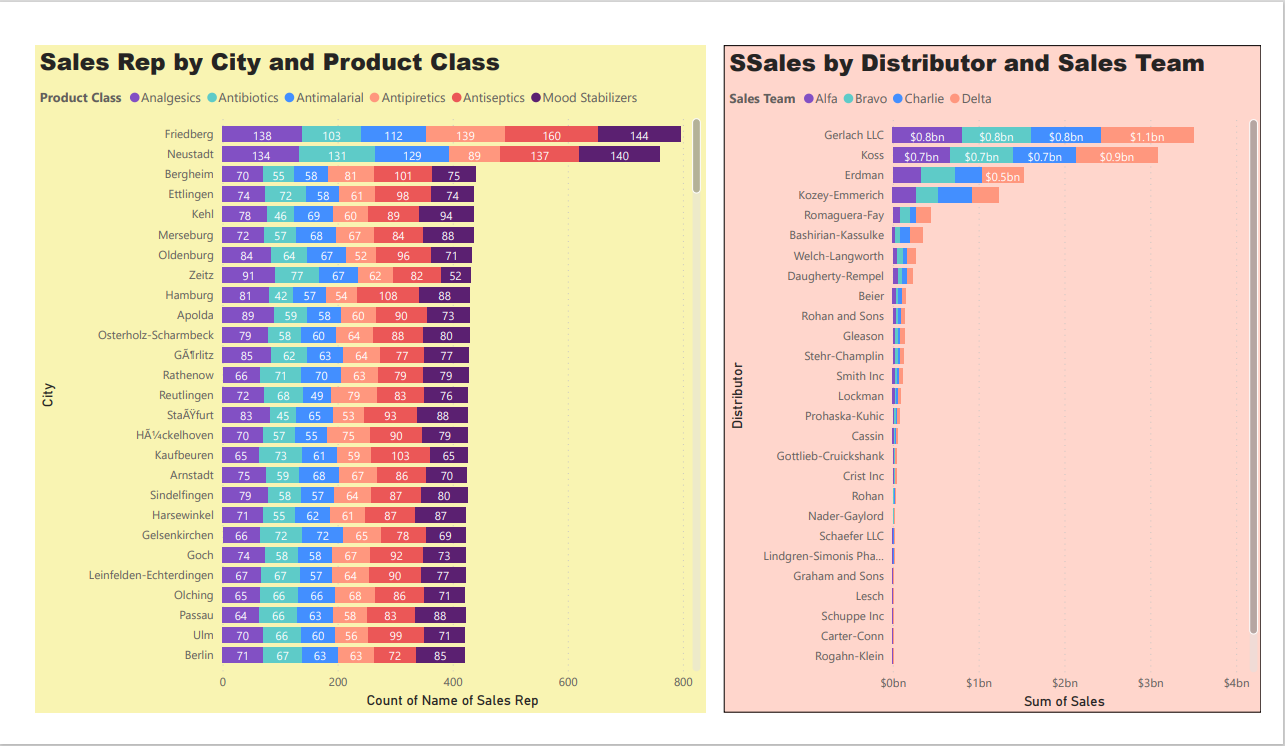 Sales Rep by City and Product Class
Product Class Analgesics Antibiotics Antimalarial Antipiretics Antiseptics Mood Stabilizers
City
Friedberg 138 103 112 139 160 144
Neustadt 134 131 129 89 137 140
Bergheim 70 55 58 81 101 75
Ettlingen 74 72 58 61 98 74
Kehl 78 46 69 60 89 94
Merseburg 72 57 68 67 84 88
Oldenburg 84 64 67 52 96 71
Zeitz 91 77 67 62 82 52
Hamburg 81 42 57 54 108 88
Apolda 89 59 58 60 90 73
Osterholz-Scharmbeck 79 58 60 64 88 80
GÃ¶rlitz 85 62 63 64 77 77
Rathenow 66 71 70 63 79 79
Reutlingen 72 68 49 79 83 76
StaÃŸfurt 83 45 65 53 93 88
HÃ¼ckelhoven 70 57 55 75 90 79
Kaufbeuren 65 73 61 59 103 65
Arnstadt 75 59 68 67 86 70
Sindelfingen 79 58 57 64 87 80
Harsewinkel 71 55 62 61 87 87
Gelsenkirchen 66 72 72 65 78 69
Goch 74 58 58 67 92 73
Leinfelden-Echterdingen 67 67 57 64 90 77
Olching 65 66 66 68 86 71
Passau 64 66 63 58 83 88
Ulm 70 66 60 56 99 71
Berlin 71 67 63 63 72 85
0 200 400 600 800
Count of Name of Sales Rep
SSales by Distributor and Sales Team
Sales Team Alfa Bravo Charlie Delta
Distributor
Gerlach LLC $0.8bn $0.8bn $0.8bn $1.1bn
Koss $0.7bn $0.7bn $0.7bn $0.9bn
Erdman $0.5bn
Kozey-Emmerich
Romaguera-Fay
Bashirian-Kassulke
Welch-Langworth
Daugherty-Rempel
Beier
Rohan and Sons
Gleason
Stehr-Champlin
Smith Inc
Lockman
Prohaska-Kuhic
Cassin
Gottlieb-Cruickshank
Crist Inc
Rohan
Nader-Gaylord
Schaefer LLC
Lindgren-Simonis Pha...
Graham and Sons
Lesch
Schuppe Inc
Carter-Conn
Rogahn-Klein
$0bn $1bn $2bn $3bn $4bn
Sum of Sales